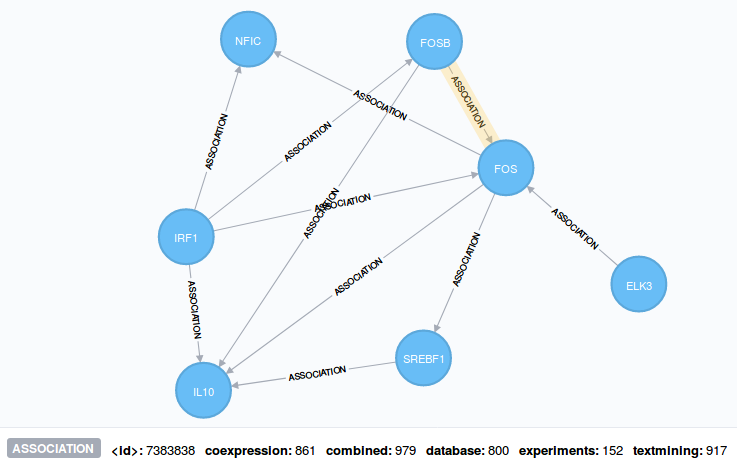 NFIC
FOSB
ASSOCIATION
ASSOCIATION
ASSOCIATION
ASSOCIATION
FOS
ASSOCIATION
ASSOCIATION
IRF1
ASSOCIATION
ASSOCIATION
ASSOCIATION
ELK3
ASSOCIATION
SREBF1
ASSOCIATION
IL10
ASSOCIATION <id>: 7383838 coexpression: 861 combined: 979 database: 800 experiments: 152 textmining: 917